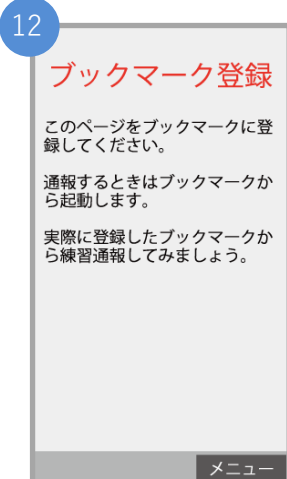 12
ブックマーク登録
このページをブックマークに登
録してください。
通報するときはブックマークか
ら起動します。
実際に登録したブックマークか
ら練習通報してみましょう。
メニュー